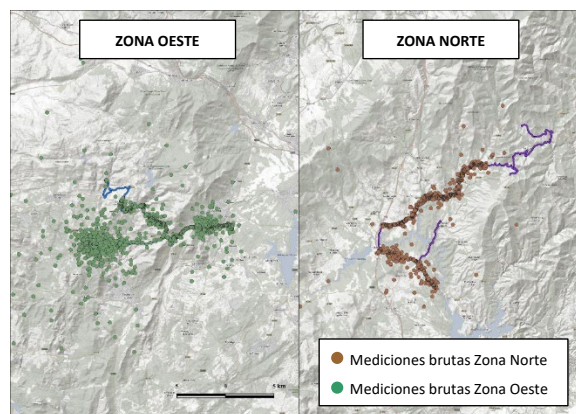 ZONA OESTE
ZONA NORTE
5 km
Mediciones brutas Zona Norte
Mediciones brutas Zona Oeste